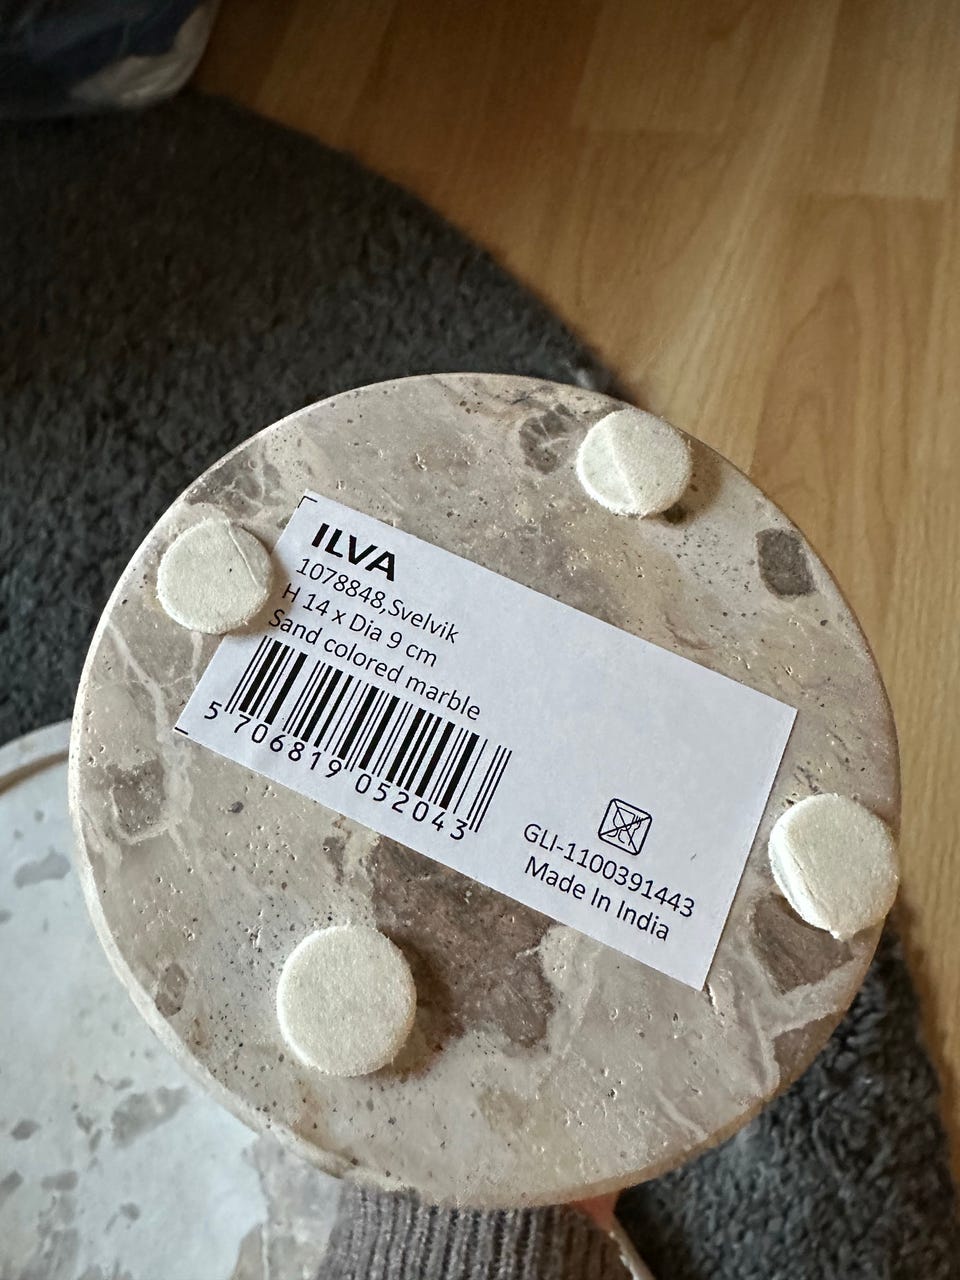 ILVA
1078848,Svelvik
H 14 x Dia 9 cm
Sand colored marble
5 706819 052043
GLI-1100391443
Made In India